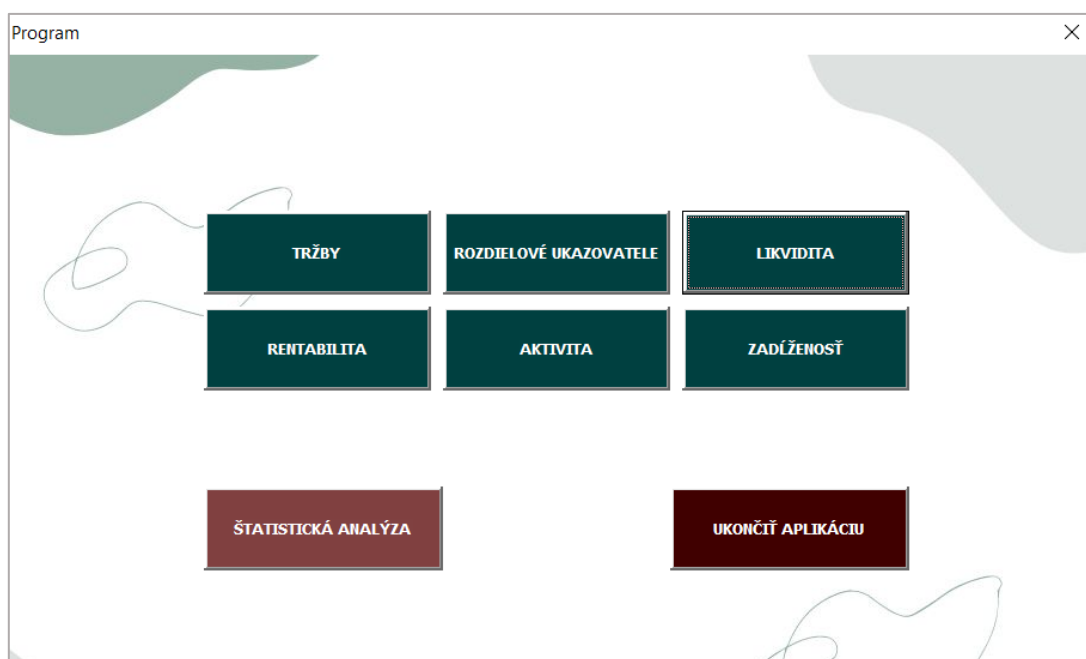 Program
TRŽBY
ROZDIELOVÉ UKAZOVATELE
LIKVIDITA
RENTABILITA
AKTIVITA
ZADĹŽENOSŤ
ŠTATISTICKÁ ANALÝZA
UKONČIŤ APLIKÁCIU